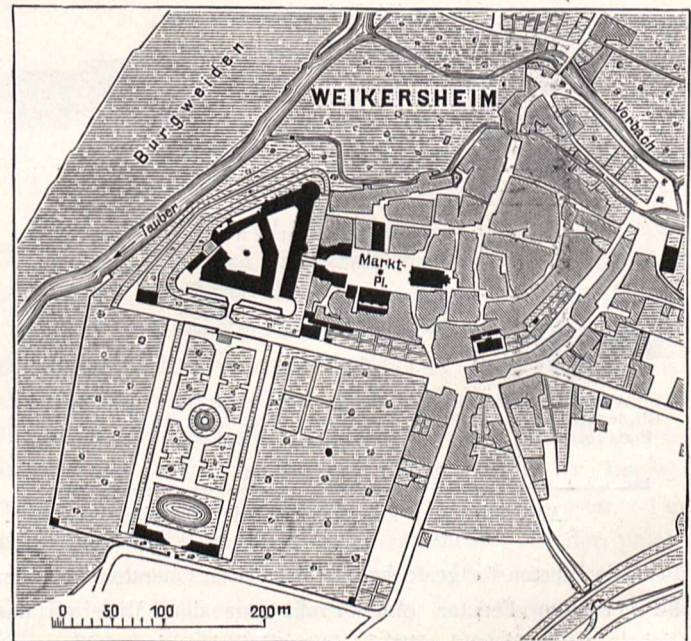 Burgweiden
WEIKERSHEIM
Vorbach
Tauber
Markt-
Pl.
0 50 100 200 m